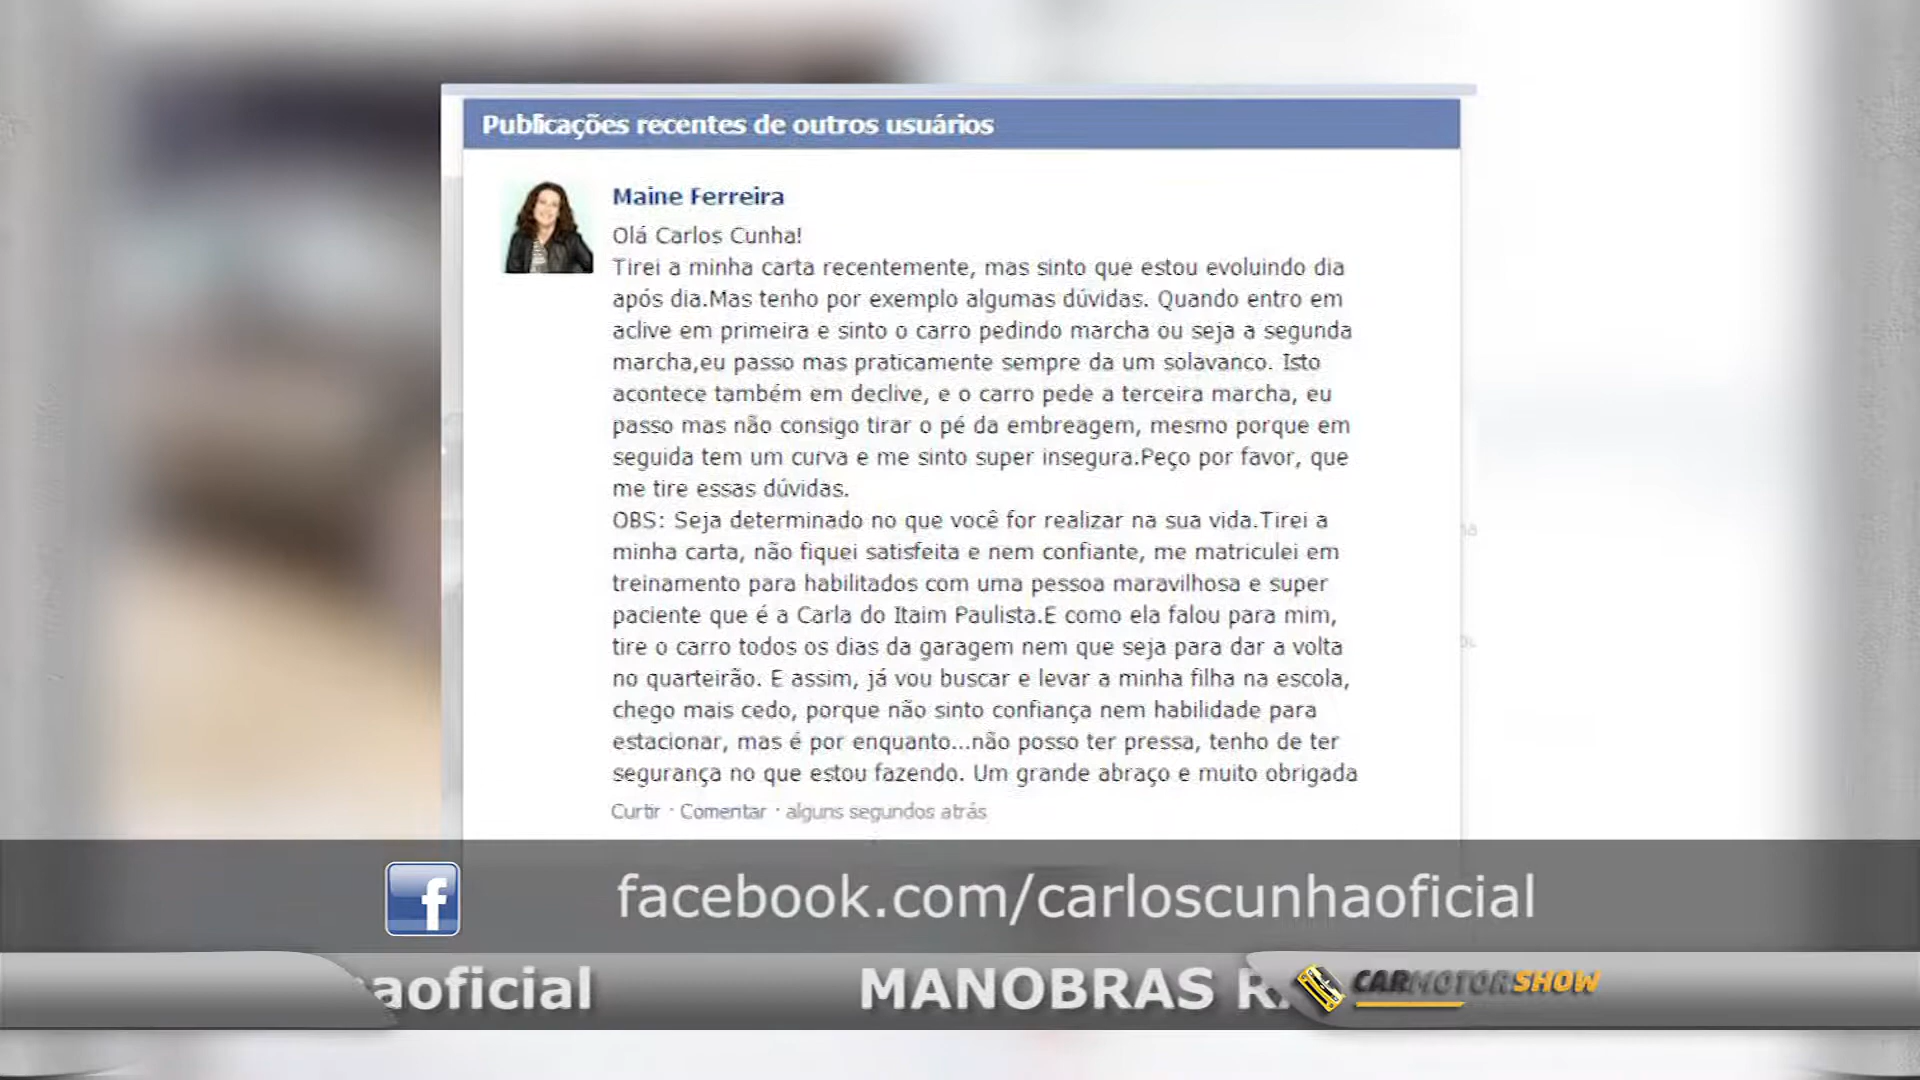 Publicações recentes de outros usuários
Maine Ferreira
Olá Carlos Cunha!
Tirei a minha carta recentemente, mas sinto que estou evoluindo dia
após dia.Mas tenho por exemplo algumas dúvidas. Quando entro em
aclive em primeira e sinto o carro pedindo marcha ou seja a segunda
marcha,eu passo mas praticamente sempre da um solavanco. Isto
acontece também em declive, e o carro pede a terceira marcha, eu
passo mas não consigo tirar o pé da embreagem, mesmo porque em
seguida tem um curva e me sinto super insegura.Peço por favor, que
me tire essas dúvidas.
OBS: Seja determinado no que você for realizar na sua vida.Tirei a
minha carta, não fiquei satisfeita e nem confiante, me matriculei em
treinamento para habilitados com uma pessoa maravilhosa e super
paciente que é a Carla do Itaim Paulista.E como ela falou para mim,
tire o carro todos os dias da garagem nem que seja para dar a volta
no quarteirão. E assim, já vou buscar e levar a minha filha na escola,
chego mais cedo, porque não sinto confiança nem habilidade para
estacionar, mas é por enquanto...não posso ter pressa, tenho de ter
segurança no que estou fazendo. Um grande abraço e muito obrigada
Curtir · Comentar · alguns segundos atrás
facebook.com/carloscunhaoficial
aoficial MANOBRAS CARMOTORSHOW